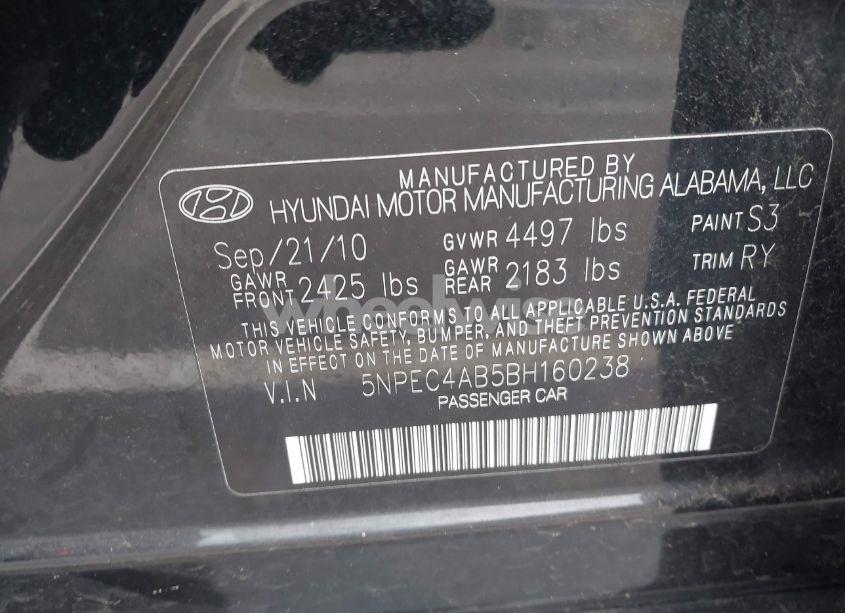 MANUFACTURED BY
HYUNDAI MOTOR MANUFACTURING ALABAMA, LLC
Sep/21/10 GVWR 4497 lbs PAINT S3
GAWR FRONT 2425 lbs GAWR REAR 2183 lbs TRIM RY
THIS VEHICLE CONFORMS TO ALL APPLICABLE U.S.A. FEDERAL
MOTOR VEHICLE SAFETY, BUMPER, AND THEFT PREVENTION STANDARDS
IN EFFECT ON THE DATE OF MANUFACTURE SHOWN ABOVE
V.I.N 5NPEC4AB5BH160238
PASSENGER CAR